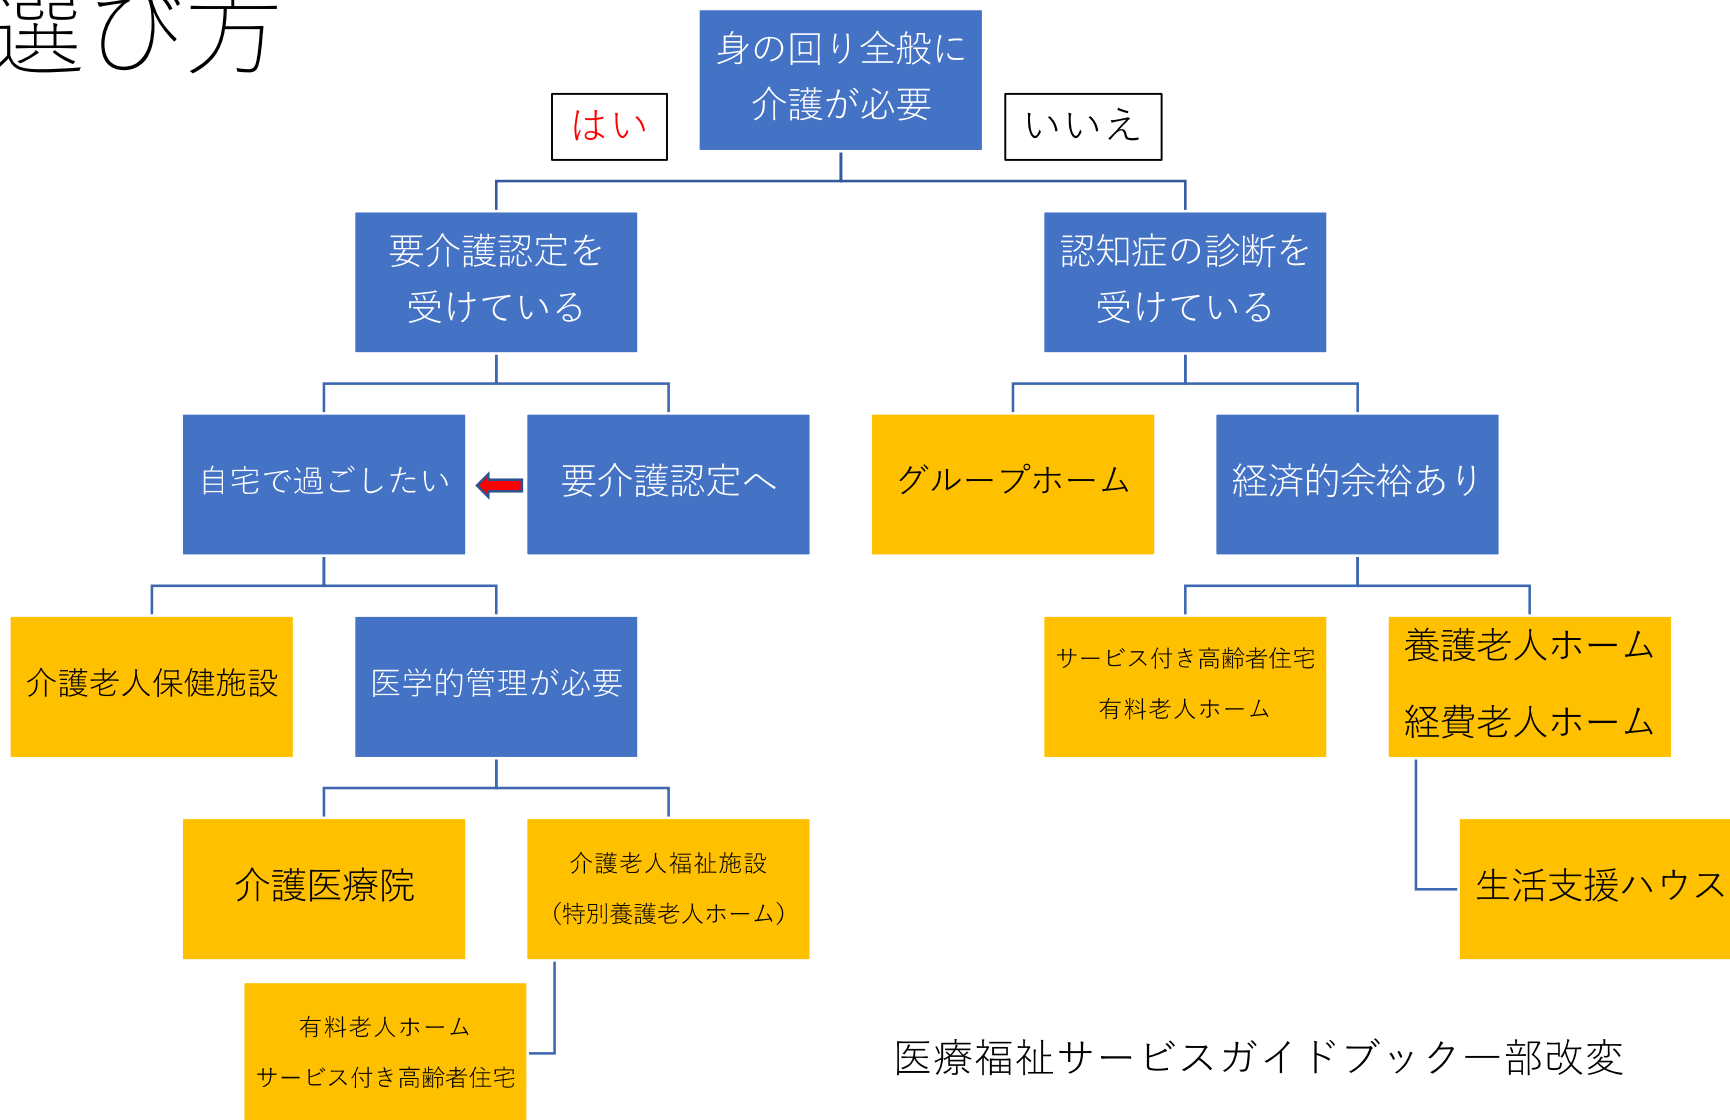 選び方
身の回り全般に
介護が必要
はい
いいえ
要介護認定を
受けている
認知症の診断を
受けている
自宅で過ごしたい
要介護認定へ
グループホーム
経済的余裕あり
介護老人保健施設
医学的管理が必要
サービス付き高齢者住宅
有料老人ホーム
養護老人ホーム
経費老人ホーム
介護医療院
介護老人福祉施設
(特別養護老人ホーム)
生活支援ハウス
有料老人ホーム
サービス付き高齢者住宅
医療福祉サービスガイドブック一部改変